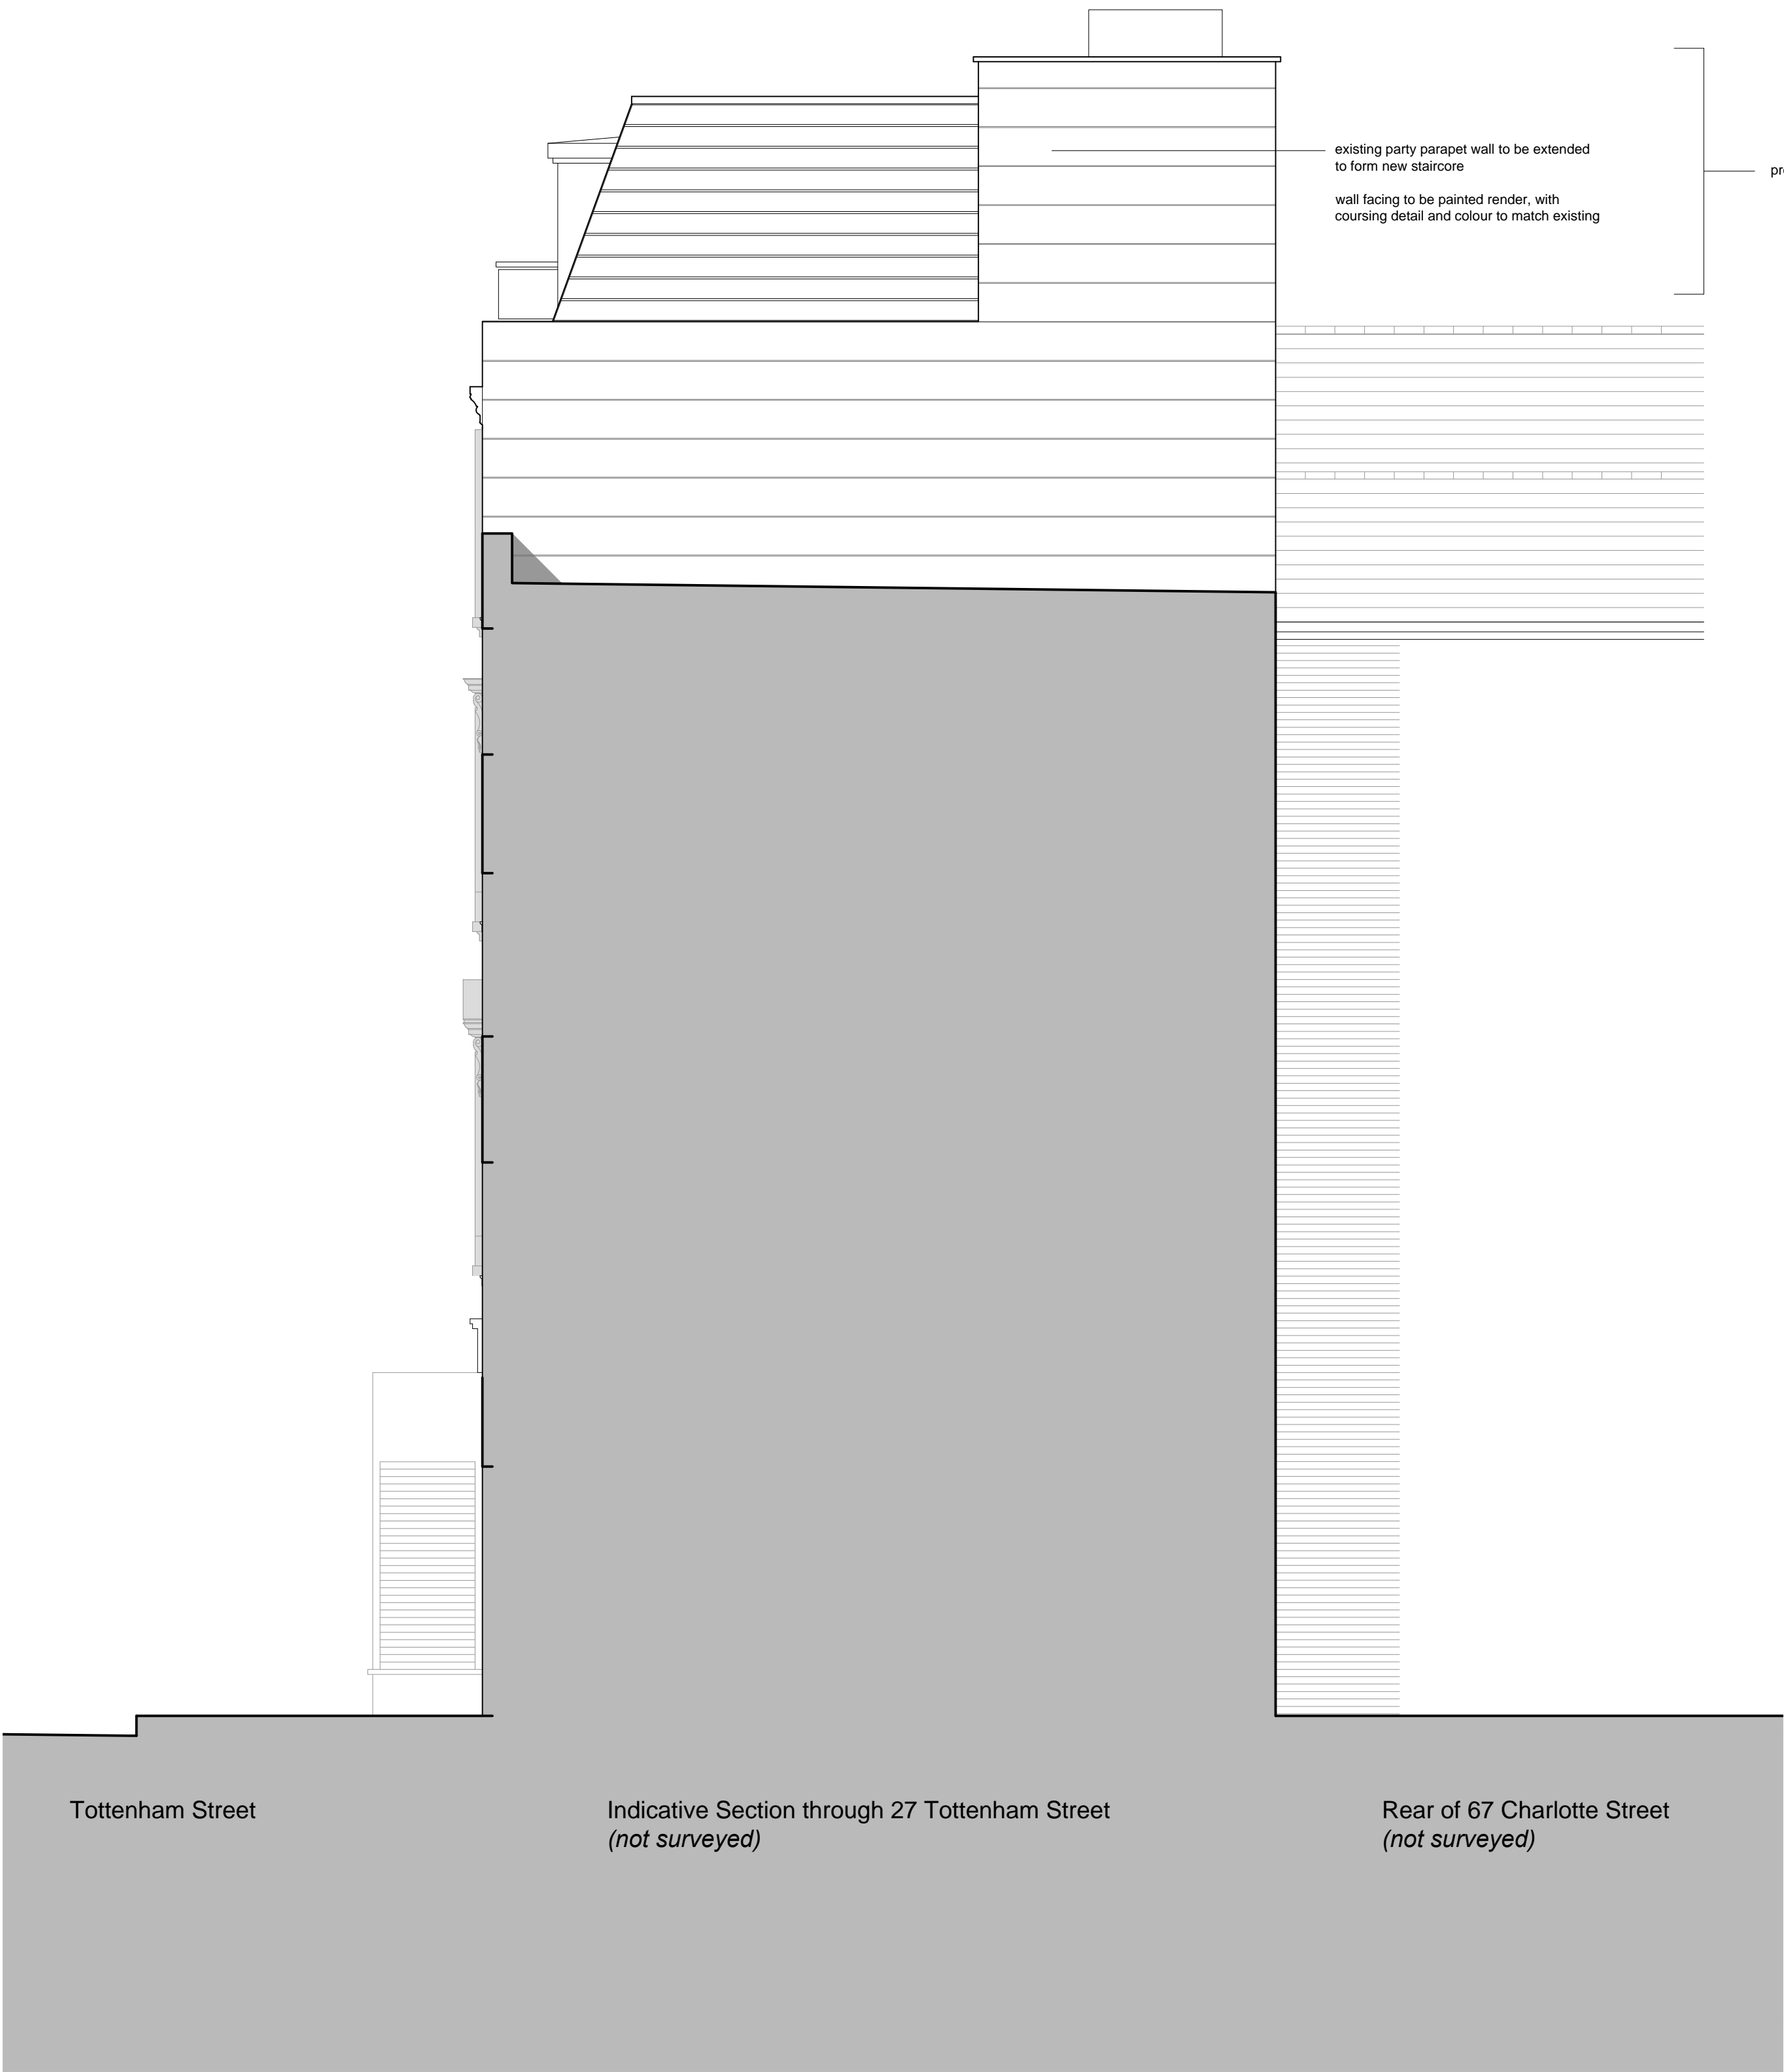 existing party parapet wall to be extended
to form new staircore
wall facing to be painted render, with
coursing detail and colour to match existing
Tottenham Street
Indicative Section through 27 Tottenham Street
(not surveyed)
Rear of 67 Charlotte Street
(not surveyed)